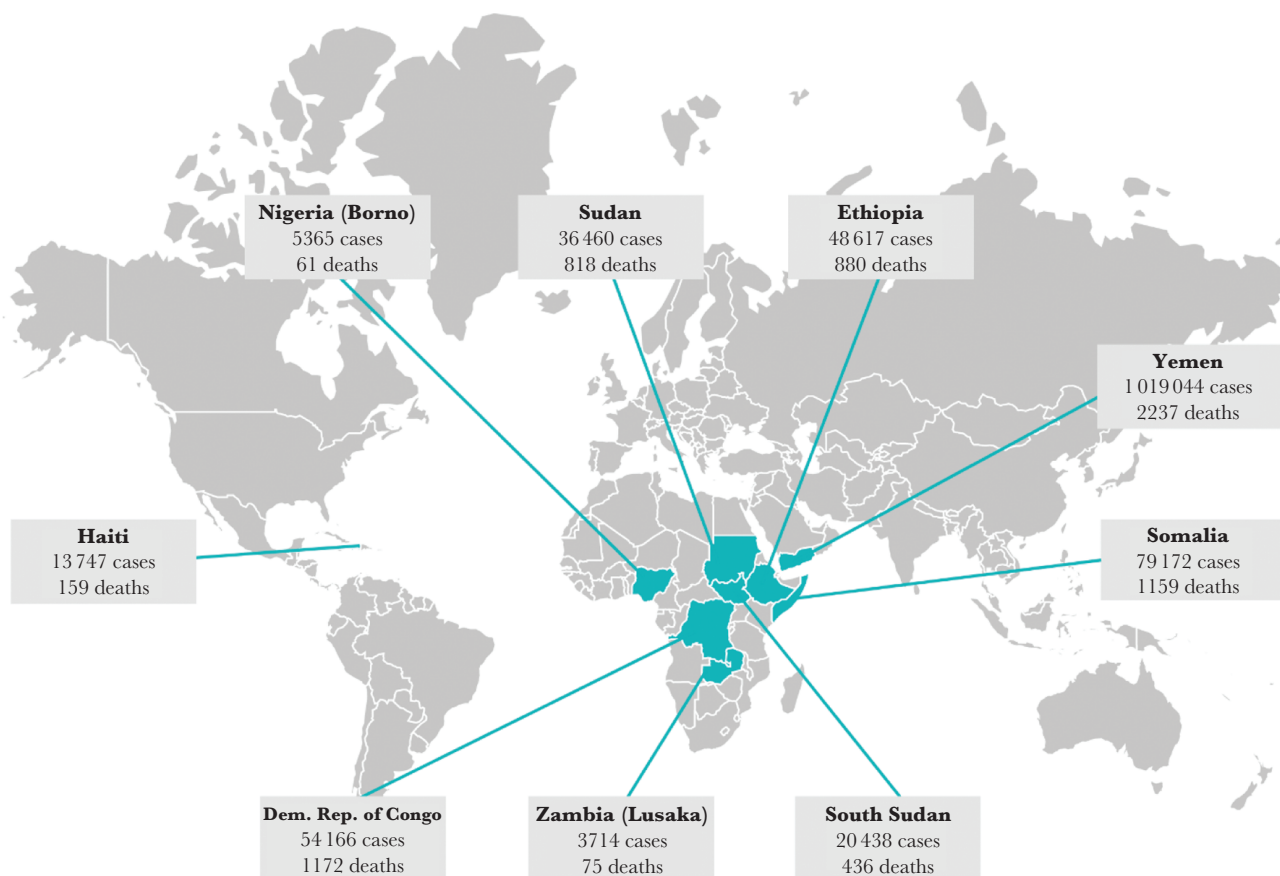 Nigeria (Borno)
5365 cases
61 deaths
Sudan
36 460 cases
818 deaths
Ethiopia
48 617 cases
880 deaths
Yemen
1 019 044 cases
2237 deaths
Haiti
13 747 cases
159 deaths
Somalia
79 172 cases
1159 deaths
Dem. Rep. of Congo
54 166 cases
1172 deaths
Zambia (Lusaka)
3714 cases
75 deaths
South Sudan
20 438 cases
436 deaths